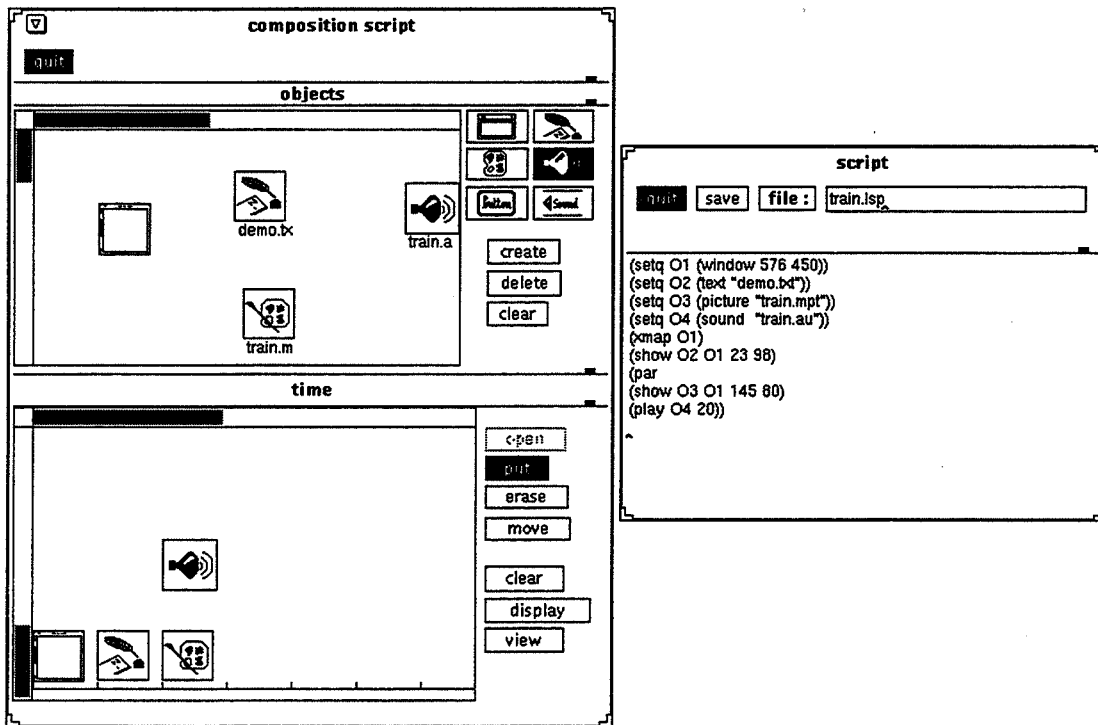 composition script
quit
objects
demo.tx
train.a
train.m
button
Sound
create
delete
clear
time
open
put
erase
move
clear
display
view
script
quit save file : train.lsp
(setq O1 (window 576 450))
(setq O2 (text "demo.txt"))
(setq O3 (picture "train.mpt"))
(setq O4 (sound "train.au"))
(xmap O1)
(show O2 O1 23 98)
(par
(show O3 O1 145 80)
(play O4 20))